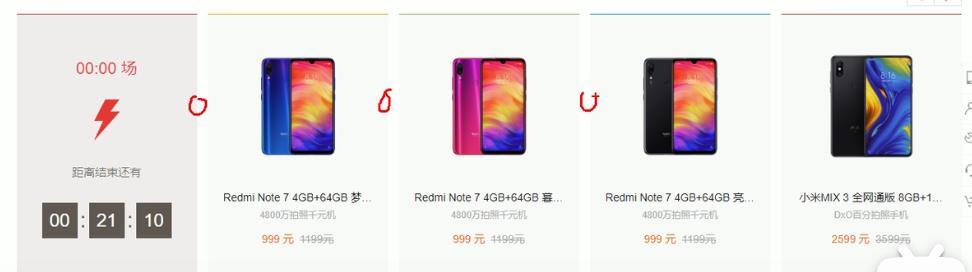 00:00 场
距离结束还有
00 : 21 : 10
Redmi Note 7 4GB+64GB 梦...
4800万拍照千元机
999 元 1199元
Redmi Note 7 4GB+64GB 暮...
4800万拍照千元机
999 元 1199元
Redmi Note 7 4GB+64GB 亮...
4800万拍照千元机
999 元 1199元
小米MIX 3 全网通版 8GB+1...
DxO百分拍照手机
2599 元 3599元